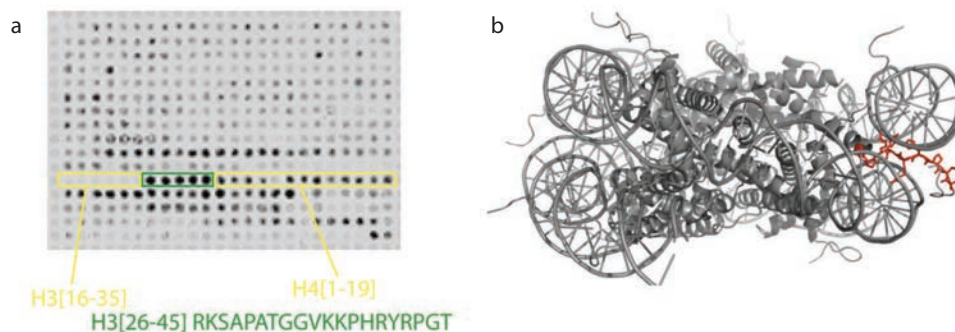 a
b
H3[16-35]
H4[1-19]
H3[26-45] RKSAPATGGVKKPHRYRPGT